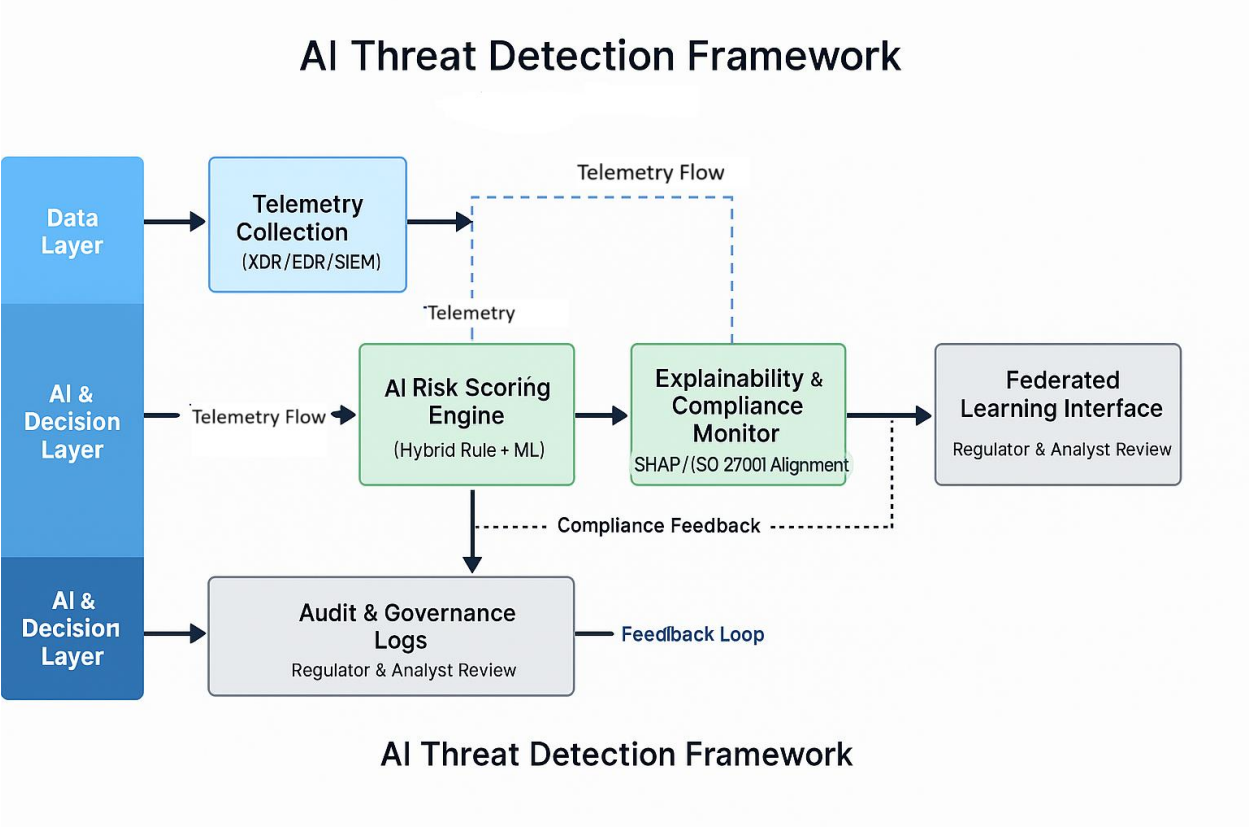 AI Threat Detection Framework
Data
Layer
Telemetry
Collection
(XDR/EDR/SIEM)
Telemetry Flow
Telemetry
AI &
Decision
Layer
Telemetry Flow
AI Risk Scoring
Engine
(Hybrid Rule + ML)
Explainability &
Compliance
Monitor
SHAP/(SO 27001 Alignment
Federated
Learning Interface
Regulator & Analyst Review
Compliance Feedback
AI &
Decision
Layer
Audit & Governance
Logs
Regulator & Analyst Review
Feedback Loop
AI Threat Detection Framework